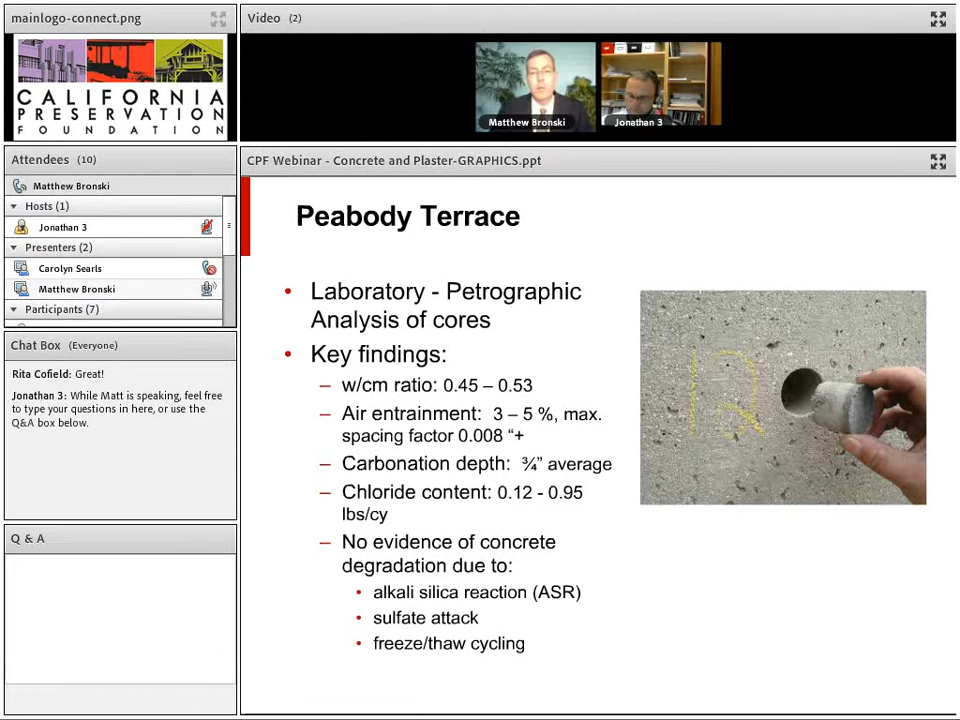 mainlogo-connect.png
CALIFORNIA
PRESERVATION
FOUNDATION
Video (2)
Matthew Bronski
Jonathan 3
Attendees (10)
Matthew Bronski
Hosts (1)
Jonathan 3
Presenters (2)
Carolyn Searls
Matthew Bronski
Participants (7)
Chat Box (Everyone)
Rita Cofield: Great!
Jonathan 3: While Matt is speaking, feel free
to type your questions in here, or use the
Q&A box below.
Q & A
CPF Webinar - Concrete and Plaster-GRAPHICS.ppt
Peabody Terrace
• Laboratory - Petrographic
Analysis of cores
• Key findings:
– w/cm ratio: 0.45 – 0.53
– Air entrainment: 3 – 5 %, max.
spacing factor 0.008 “+
– Carbonation depth: ¾” average
– Chloride content: 0.12 - 0.95
lbs/cy
– No evidence of concrete
degradation due to:
• alkali silica reaction (ASR)
• sulfate attack
• freeze/thaw cycling